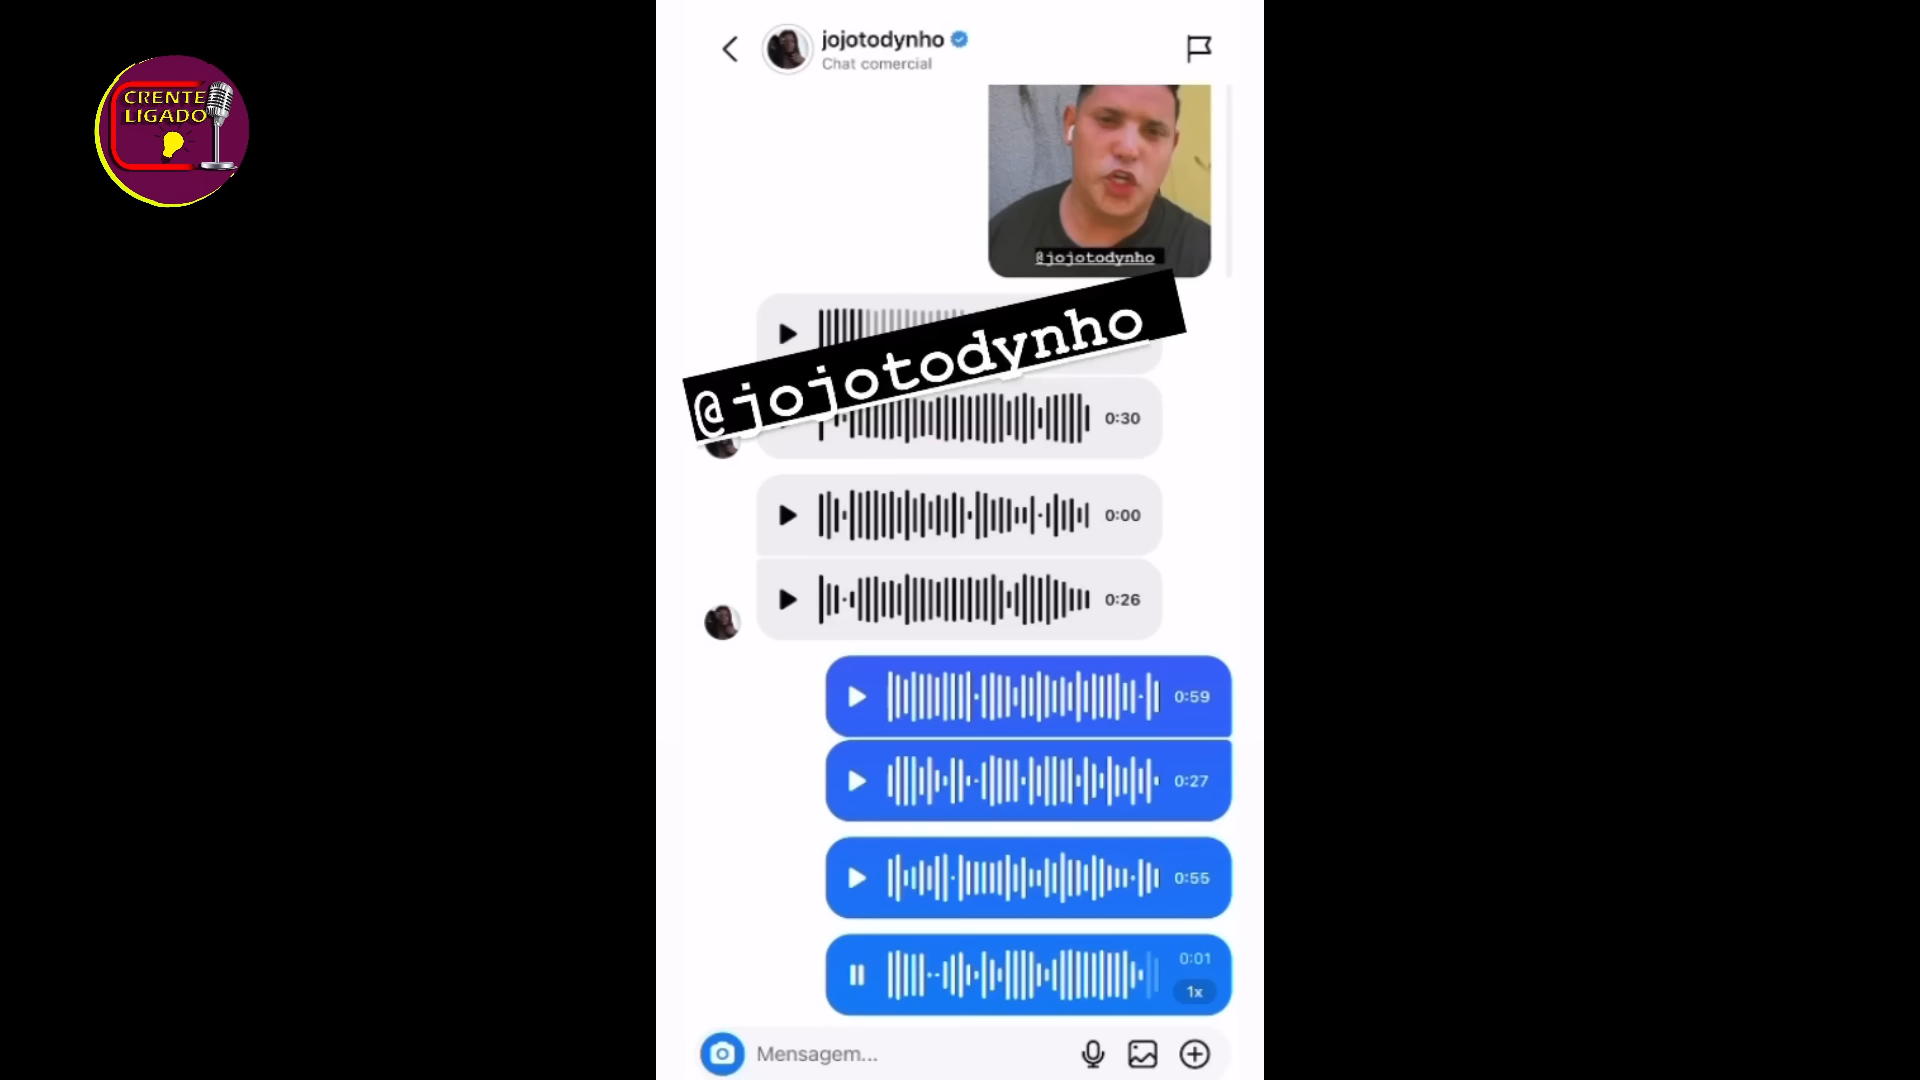 CRENTE
LIGADO
jojotodynho
Chat comercial
@jojotodynho
@jojotodynho
0:30
0:00
0:26
0:59
0:27
0:55
0:01
1x
Mensagem...